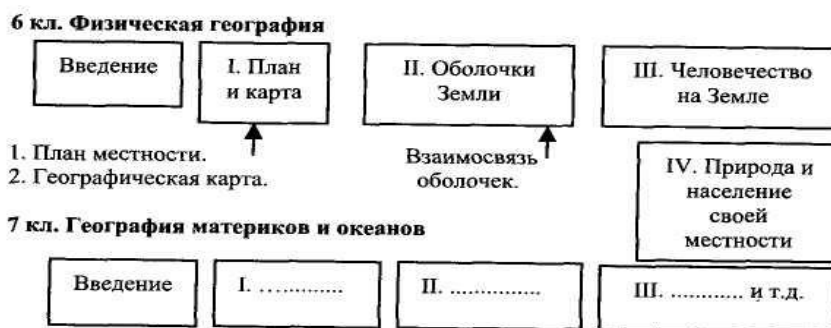 6 кл. Физическая география
Введение
I. План
и карта
II. Оболочки
Земли
III. Человечество
на Земле
1. План местности.
2. Географическая карта.
Взаимосвязь
оболочек.
IV. Природа и
население
своей
местности
7 кл. География материков и океанов
Введение
I. ..............
II. ...............
III. ............ и т.д.